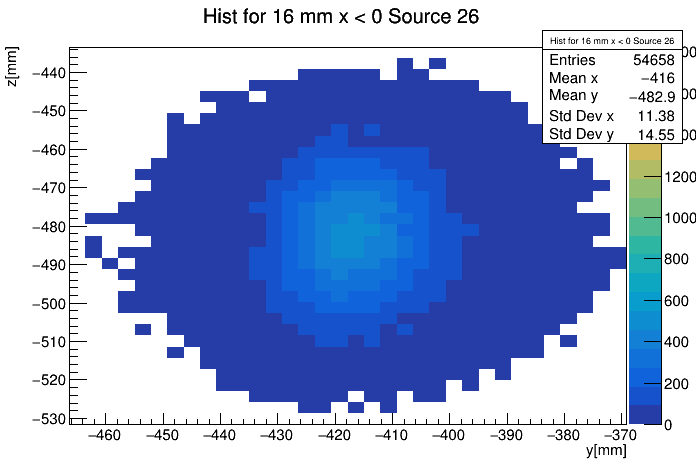 Hist for 16 mm x < 0 Source 26
z[mm]
Hist for 16 mm x < 0 Source 26
Entries 54658
Mean x −416
Mean y −482.9
Std Dev x 11.38
Std Dev y 14.55
−440
−450
−460
−470
−480
−490
−500
−510
−520
−530
1200
1000
800
600
400
200
0
−460 −450 −440 −430 −420 −410 −400 −390 −380 −370
y[mm]